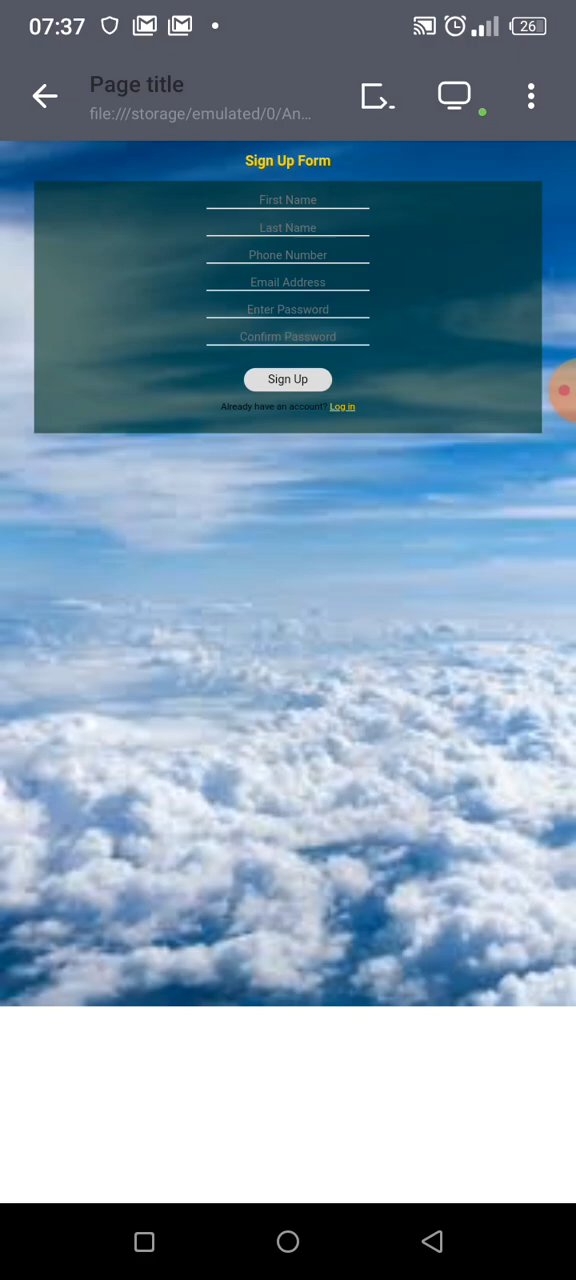 07:37
26
Page title
file:///storage/emulated/0/An...
Sign Up Form
First Name
Last Name
Phone Number
Email Address
Enter Password
Confirm Password
Sign Up
Already have an account? Log in